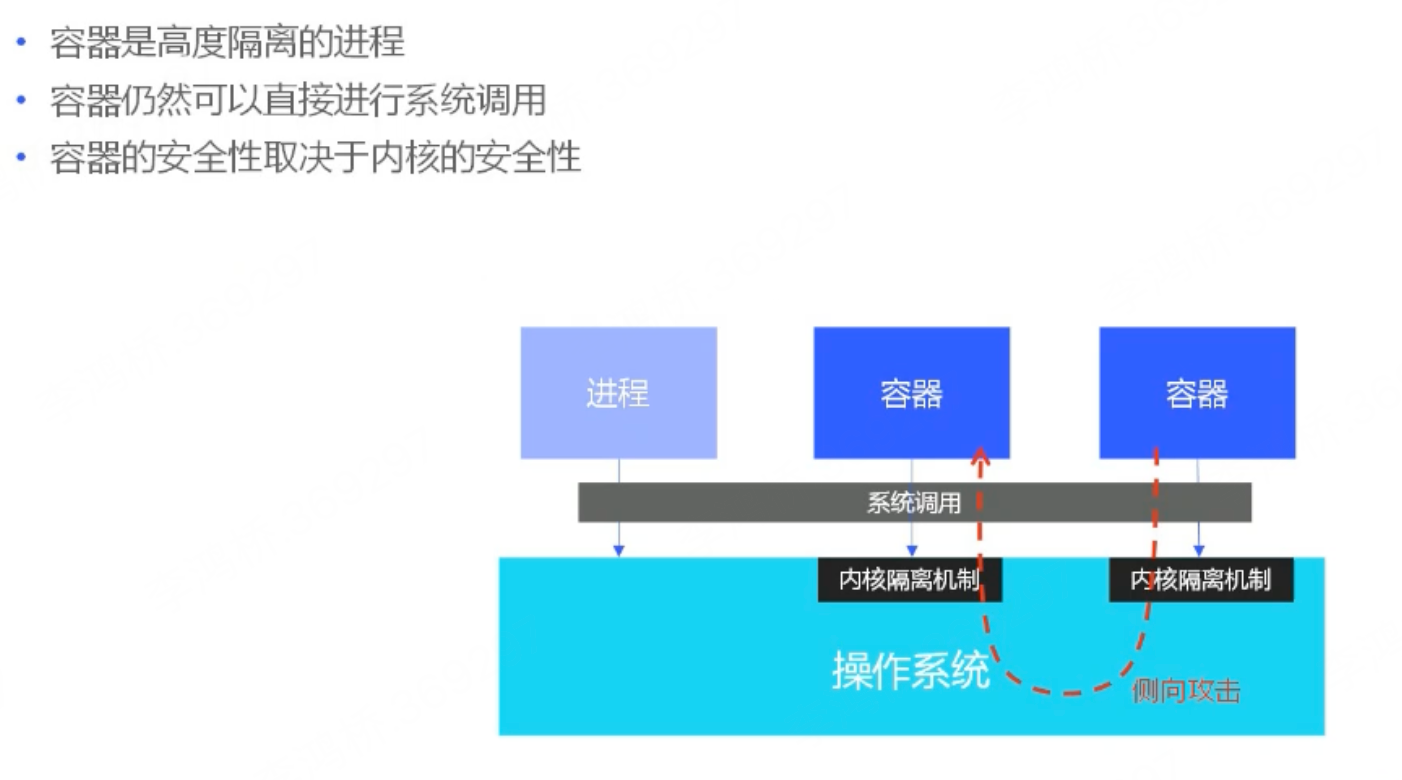 容器是高度隔离的进程
容器仍然可以直接进行系统调用
容器的安全性取决于内核的安全性
进程
容器
容器
系统调用
内核隔离机制
内核隔离机制
操作系统
侧向攻击